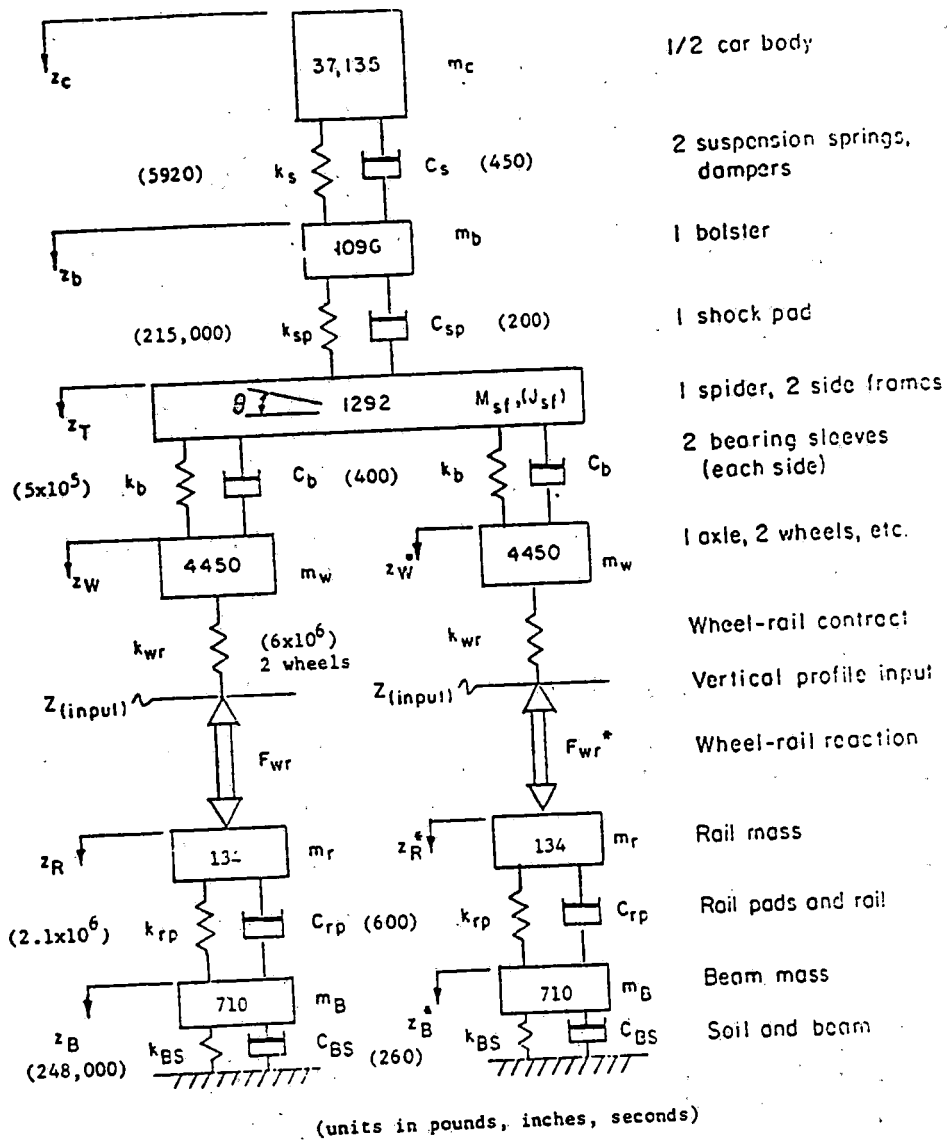 z_c
37,135
m_c
1/2 car body
(5920)
k_s
C_s
(450)
2 suspension springs,
dampers
z_b
1096
m_b
1 bolster
(215,000)
k_sp
C_sp
(200)
1 shock pad
z_T
θ
1292
M_sf,(J_sf)
1 spider, 2 side frames
(5x10^5)
k_b
C_b
(400)
k_b
C_b
2 bearing sleeves
(each side)
z_W
4450
m_w
z_W*
4450
m_w
1 axle, 2 wheels, etc.
k_wr
(6x10^6)
2 wheels
k_wr
Wheel-rail contract
Z(input)
Z(input)
Vertical profile input
F_wr
F_wr*
Wheel-rail reaction
z_R
m_r
z_R*
134
m_r
Rail mass
(2.1x10^6)
k_rp
C_rp
(600)
k_rp
C_rp
Rail pads and rail
z_B
710
m_B
z_B*
710
m_B
Beam mass
(248,000)
k_BS
C_BS
(260)
k_BS
C_BS
Soil and beam
(units in pounds, inches, seconds)